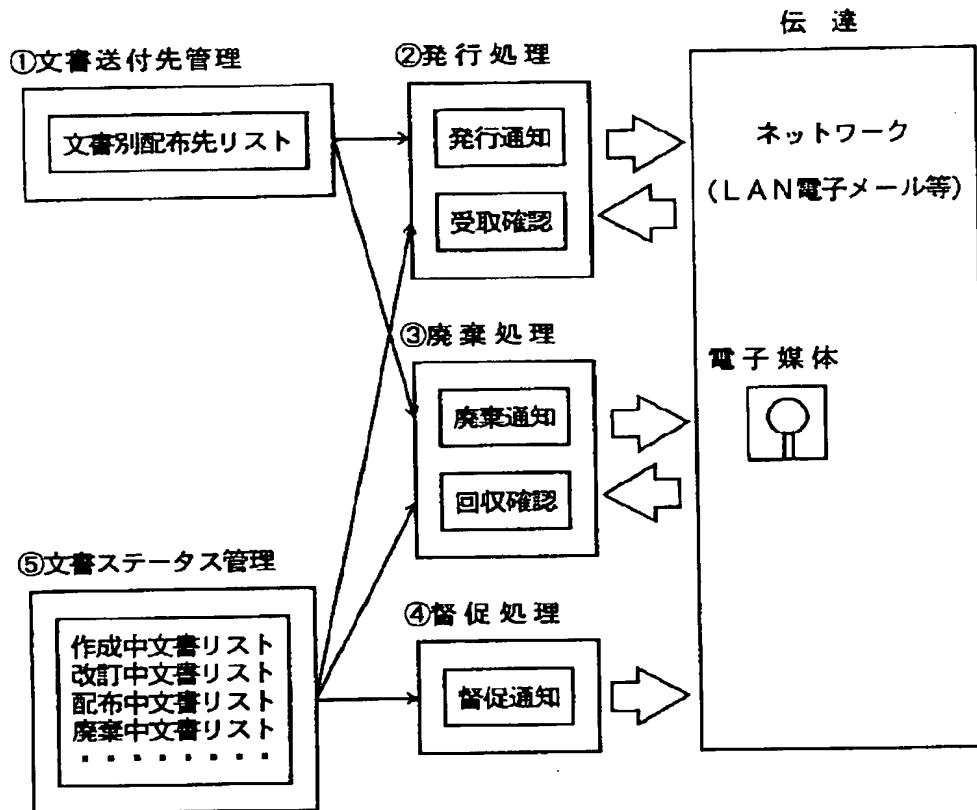 伝達
①文書送付先管理
②発行処理
文書別配布先リスト
発行通知
受取確認
ネットワーク
(LAN電子メール等)
③廃棄処理
廃棄通知
回収確認
電子媒体
⑤文書ステータス管理
作成中文書リスト
改訂中文書リスト
配布中文書リスト
廃棄中文書リスト
・・・・・・・・
④督促処理
督促通知